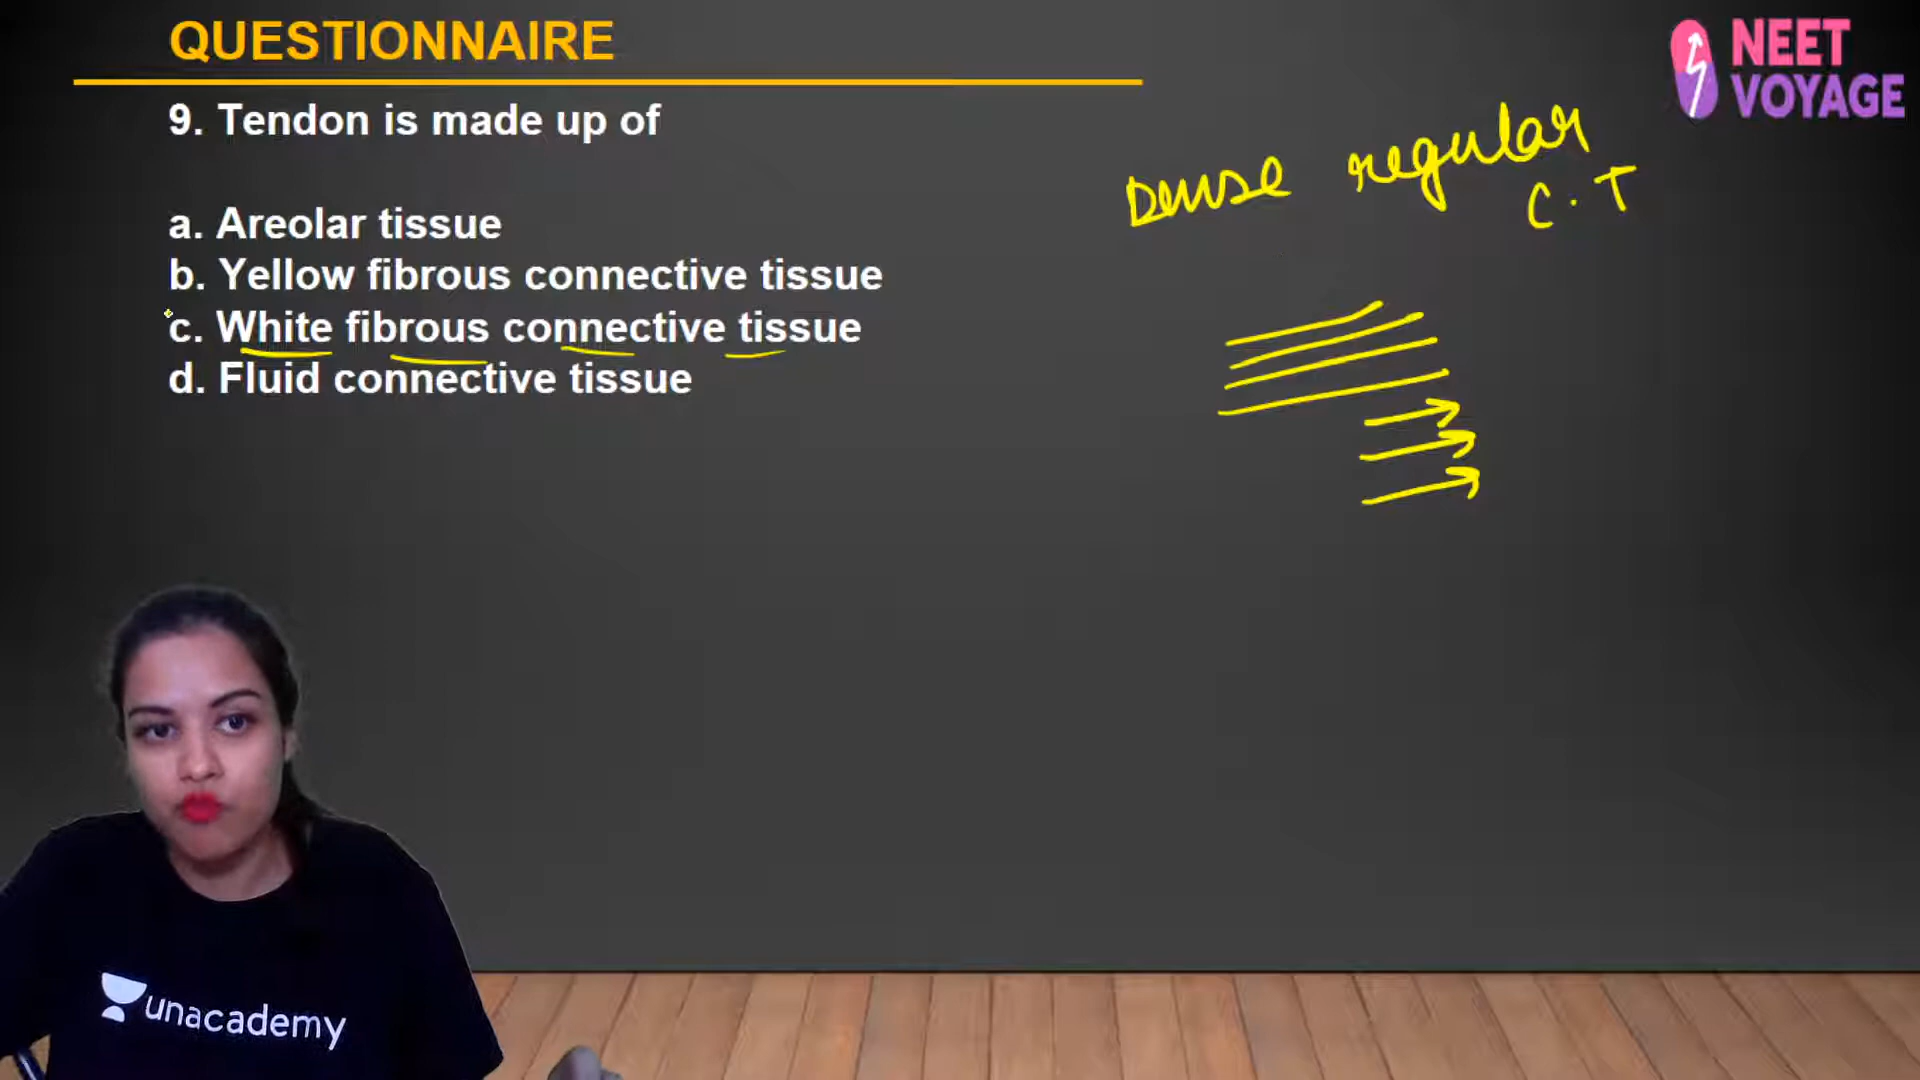 QUESTIONNAIRE
NEET
VOYAGE
9. Tendon is made up of
Dense regular
C.T
a. Areolar tissue
b. Yellow fibrous connective tissue
c. White fibrous connective tissue
d. Fluid connective tissue
unacademy